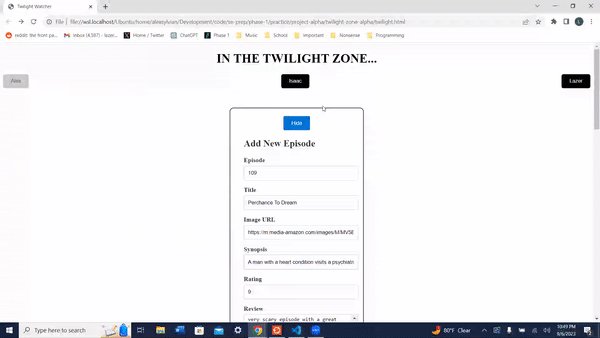 Twilight Watcher
File
file://wsl.localhost/Ubuntu/home/alexsylvan/Development/code/se-prep/phase-1/practice/project-alpha/twilight-zone-alpha/twilight.html
reddit: the front pa...
Inbox (4,387) - lazer...
Home / Twitter
ChatGPT
Phase 1
Music
School
Important
Nonsense
Programming
IN THE TWILIGHT ZONE...
Alex
Isaac
Lazor
Hide
Add New Episode
Episode
109
Title
Perchance To Dream
Image URL
https://m.media-amazon.com/images/M/MV5B
Synopsis
A man with a heart condition visits a psychiatri
Rating
9
Review
very scary episode with a great
Type here to search
80°F Clear
10:49 PM
9/6/2023